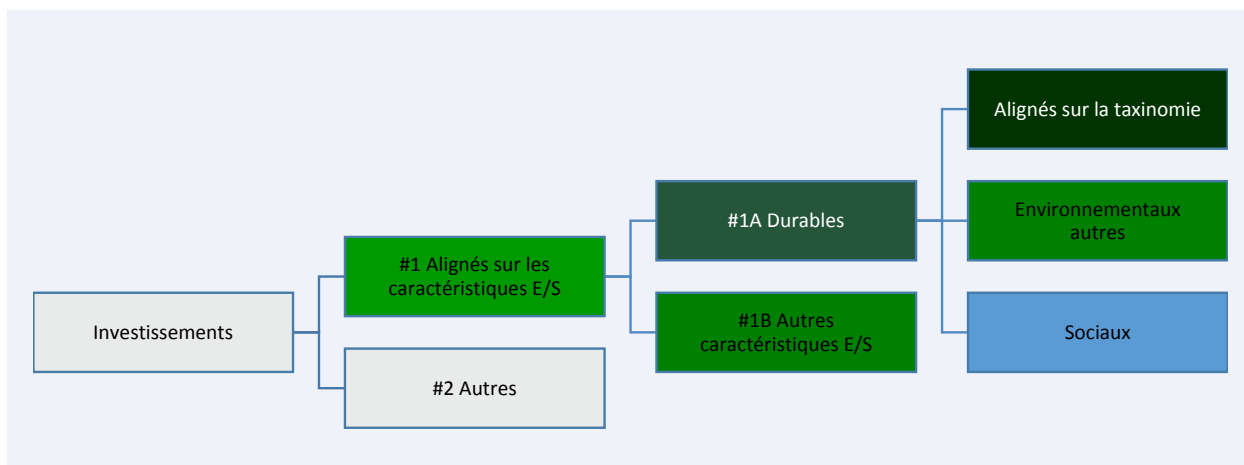 Alignés sur la taxinomie
#1A Durables
Environnementaux
autres
#1 Alignés sur les
caractéristiques E/S
#1B Autres
caractéristiques E/S
Sociaux
Investissements
#2 Autres